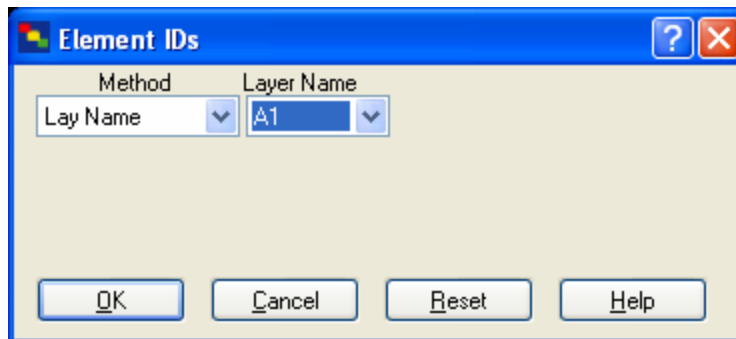 Element IDs
Method Layer Name
Lay Name A1
OK Cancel Reset Help